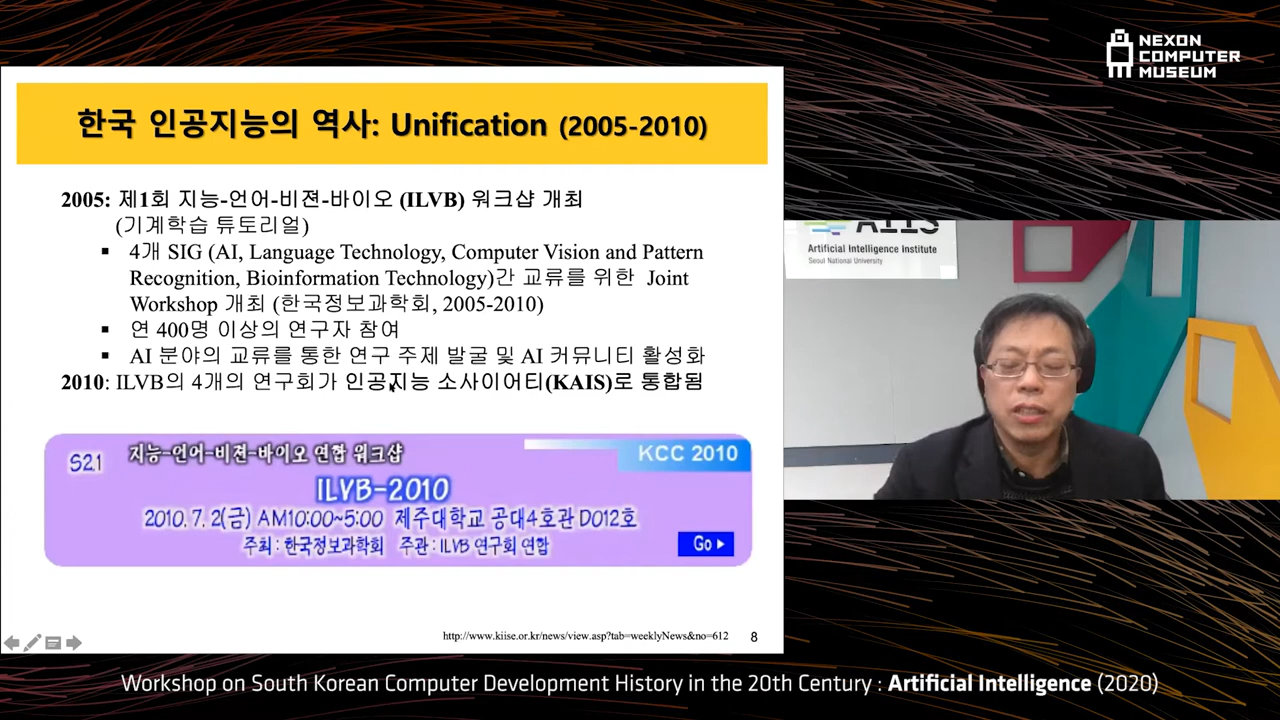 NEXON
COMPUTER
MUSEUM
한국 인공지능의 역사: Unification (2005-2010)
2005: 제1회 지능-언어-비젼-바이오 (ILVB) 워크샵 개최
(기계학습 튜토리얼)
▪ 4개 SIG (AI, Language Technology, Computer Vision and Pattern
Recognition, Bioinformation Technology)간 교류를 위한 Joint
Workshop 개최 (한국정보과학회, 2005-2010)
▪ 연 400명 이상의 연구자 참여
▪ AI 분야의 교류를 통한 연구 주제 발굴 및 AI 커뮤니티 활성화
2010: ILVB의 4개의 연구회가 인공지능 소사이어티(KAIS)로 통합됨
S2.1
지능-언어-비젼-바이오 연합 워크샵
KCC 2010
ILVB-2010
2010. 7. 2(금) AM10:00~5:00 제주대학교 공대4호관 D012호
주최 : 한국정보과학회 주관 : ILVB 연구회 연합
Go
http://www.kiise.or.kr/news/view.asp?tab=weeklyNews&no=612
8
AIIS
Artificial Intelligence Institute
Seoul National University
Workshop on South Korean Computer Development History in the 20th Century : Artificial Intelligence (2020)